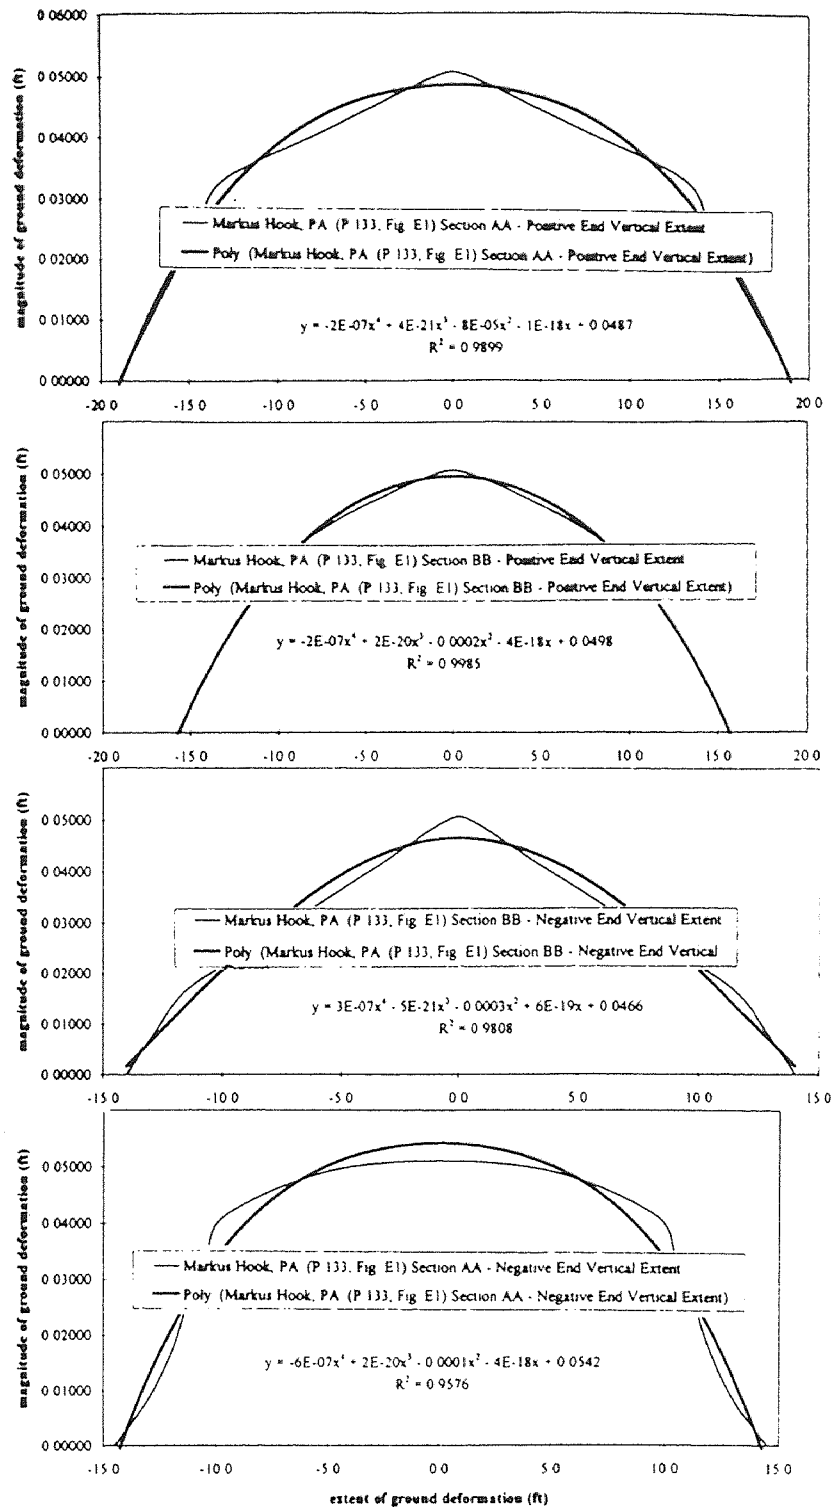 0 06000
0 05000
0 04000
0 03000
0 02000
0 01000
0 00000
magnitude of ground deformation (ft)
Markus Hook, PA (P 133, Fig E1) Section AA - Positive End Vertical Extent
Poly (Markus Hook, PA (P 133, Fig E1) Section AA - Positive End Vertical Extent)
y = -2E-07x⁴ + 4E-21x³ - 8E-05x² - 1E-18x + 0 0487
R² = 0 9899
-20 0 -15 0 -10 0 -5 0 0 0 5 0 10 0 15 0 20 0
0 05000
0 04000
0 03000
0 02000
0 01000
0 00000
magnitude of ground deformation (ft)
Markus Hook, PA (P 133, Fig E1) Section BB - Positive End Vertical Extent
Poly (Markus Hook, PA (P 133, Fig E1) Section BB - Positive End Vertical Extent)
y = -2E-07x⁴ + 2E-20x³ - 0 0002x² - 4E-18x + 0 0498
R² = 0 9985
-20 0 -15 0 -10 0 -5 0 0 0 5 0 10 0 15 0 20 0
0 05000
0 04000
0 03000
0 02000
0 01000
0 00000
magnitude of ground deformation (ft)
Markus Hook, PA (P 133, Fig E1) Section BB - Negative End Vertical Extent
Poly (Markus Hook, PA (P 133, Fig E1) Section BB - Negative End Vertical
y = 3E-07x⁴ - 5E-21x³ - 0 0003x² + 6E-19x + 0 0466
R² = 0 9808
-15 0 -10 0 -5 0 0 0 5 0 10 0 15 0
0 05000
0 04000
0 03000
0 02000
0 01000
0 00000
magnitude of ground deformation (ft)
Markus Hook, PA (P 133, Fig E1) Section AA - Negative End Vertical Extent
Poly (Markus Hook, PA (P 133, Fig E1) Section AA - Negative End Vertical Extent)
y = -6E-07x⁴ + 2E-20x³ - 0 0001x² - 4E-18x + 0 0542
R² = 0 9576
-15 0 -10 0 -5 0 0 0 5 0 10 0 15 0
extent of ground deformation (ft)